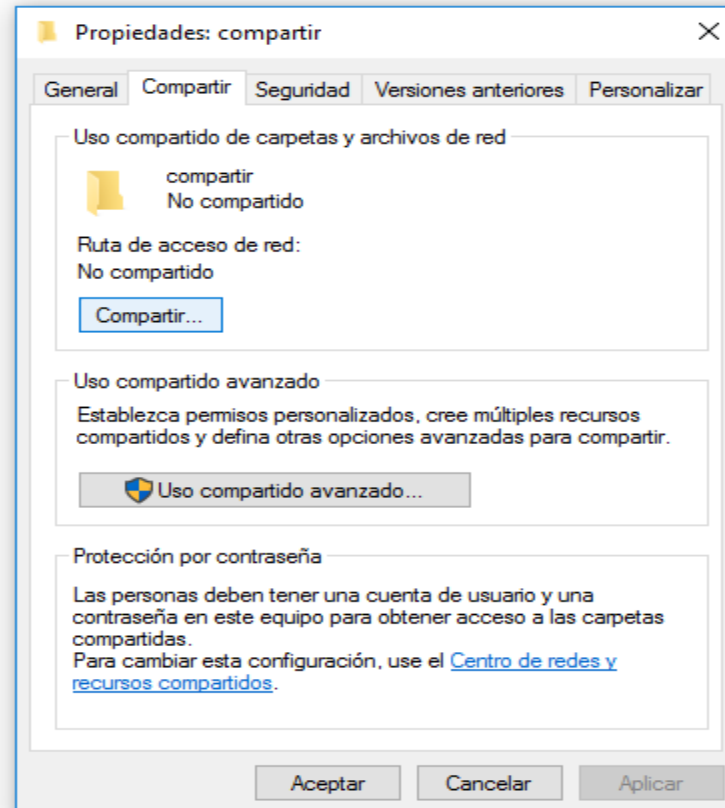 Propiedades: compartir
General Compartir Seguridad Versiones anteriores Personalizar
Uso compartido de carpetas y archivos de red
compartir
No compartido
Ruta de acceso de red:
No compartido
Compartir...
Uso compartido avanzado
Establezca permisos personalizados, cree múltiples recursos
compartidos y defina otras opciones avanzadas para compartir.
Uso compartido avanzado...
Protección por contraseña
Las personas deben tener una cuenta de usuario y una
contraseña en este equipo para obtener acceso a las carpetas
compartidas.
Para cambiar esta configuración, use el Centro de redes y
recursos compartidos.
Aceptar Cancelar Aplicar